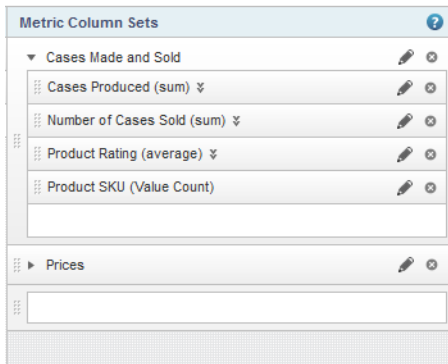 Metric Column Sets
Cases Made and Sold
Cases Produced (sum)
Number of Cases Sold (sum)
Product Rating (average)
Product SKU (Value Count)
Prices